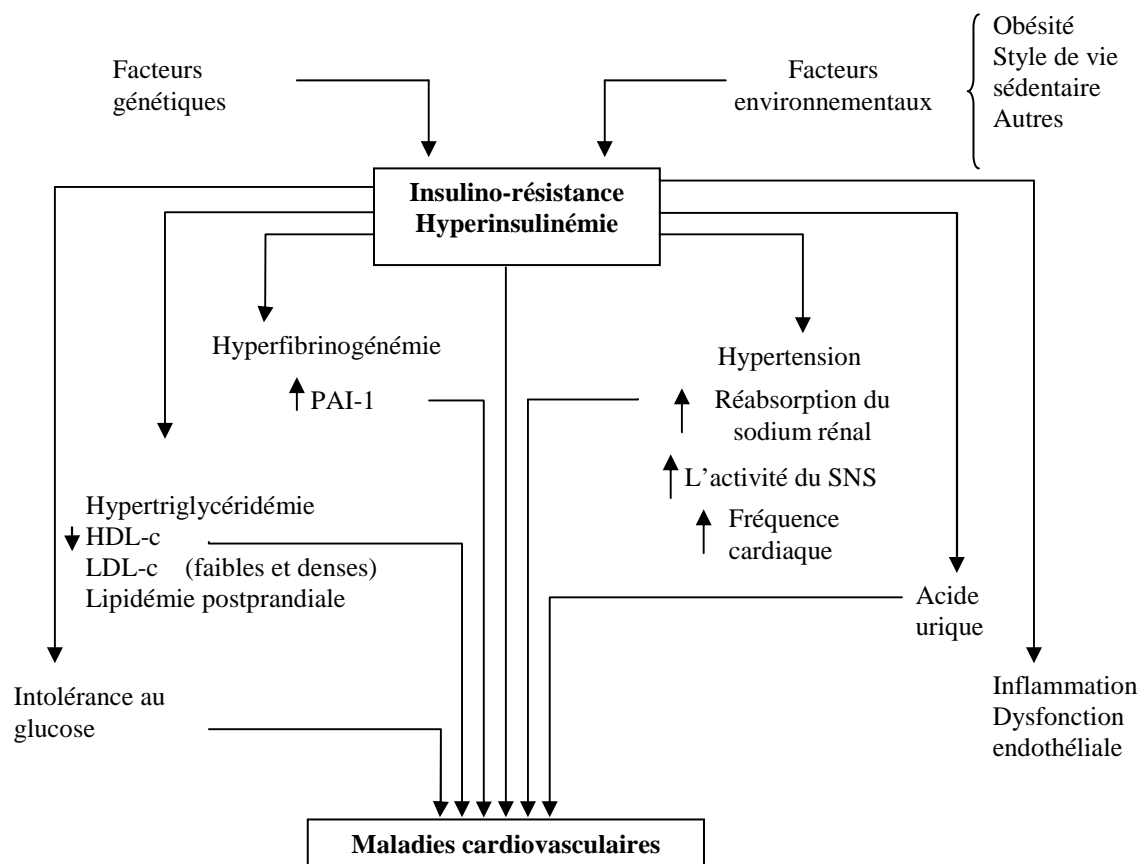 Obésité
Style de vie
sédentaire
Autres
Facteurs
génétiques
Facteurs
environnementaux
Insulino-résistance
Hyperinsulinémie
Hyperfibrinogénémie
PAI-1
Hypertension
Réabsorption du
sodium rénal
L’activité du SNS
Fréquence
cardiaque
Hypertriglycéridémie
HDL-c
LDL-c (faibles et denses)
Lipidémie postprandiale
Acide
urique
Intolérance au
glucose
Inflammation
Dysfonction
endothéliale
Maladies cardiovasculaires